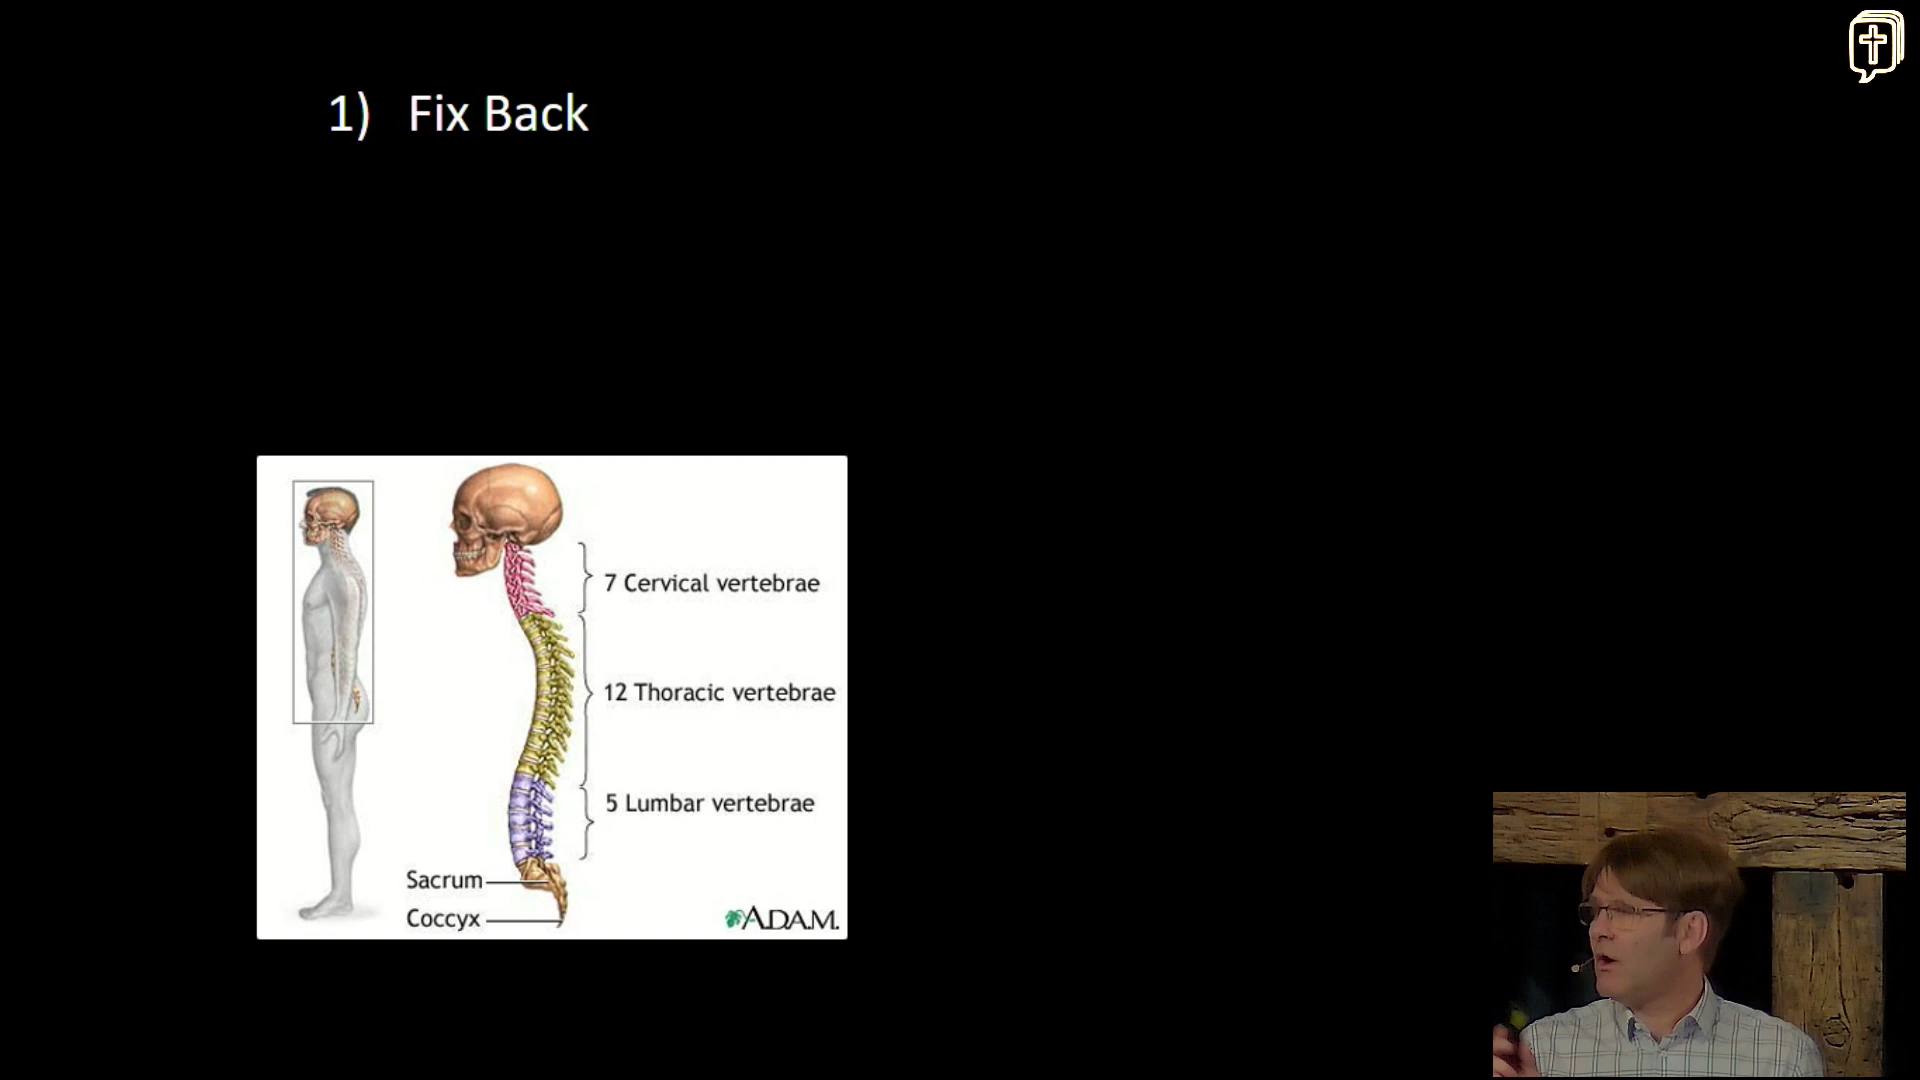 1) Fix Back
7 Cervical vertebrae
12 Thoracic vertebrae
5 Lumbar vertebrae
Sacrum
Coccyx
A.D.A.M.